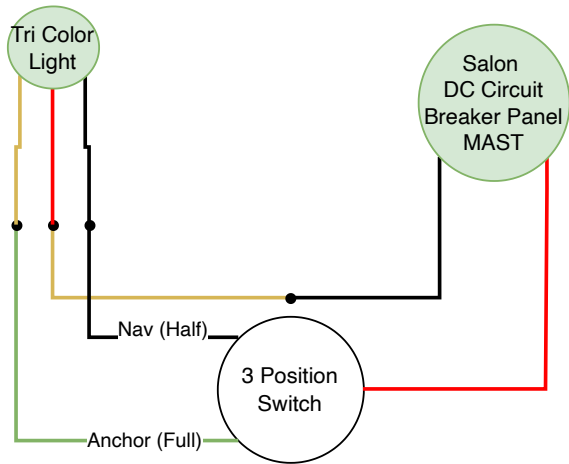 Tri Color
Light
Salon
DC Circuit
Breaker Panel
MAST
Nav (Half)
3 Position
Switch
Anchor (Full)